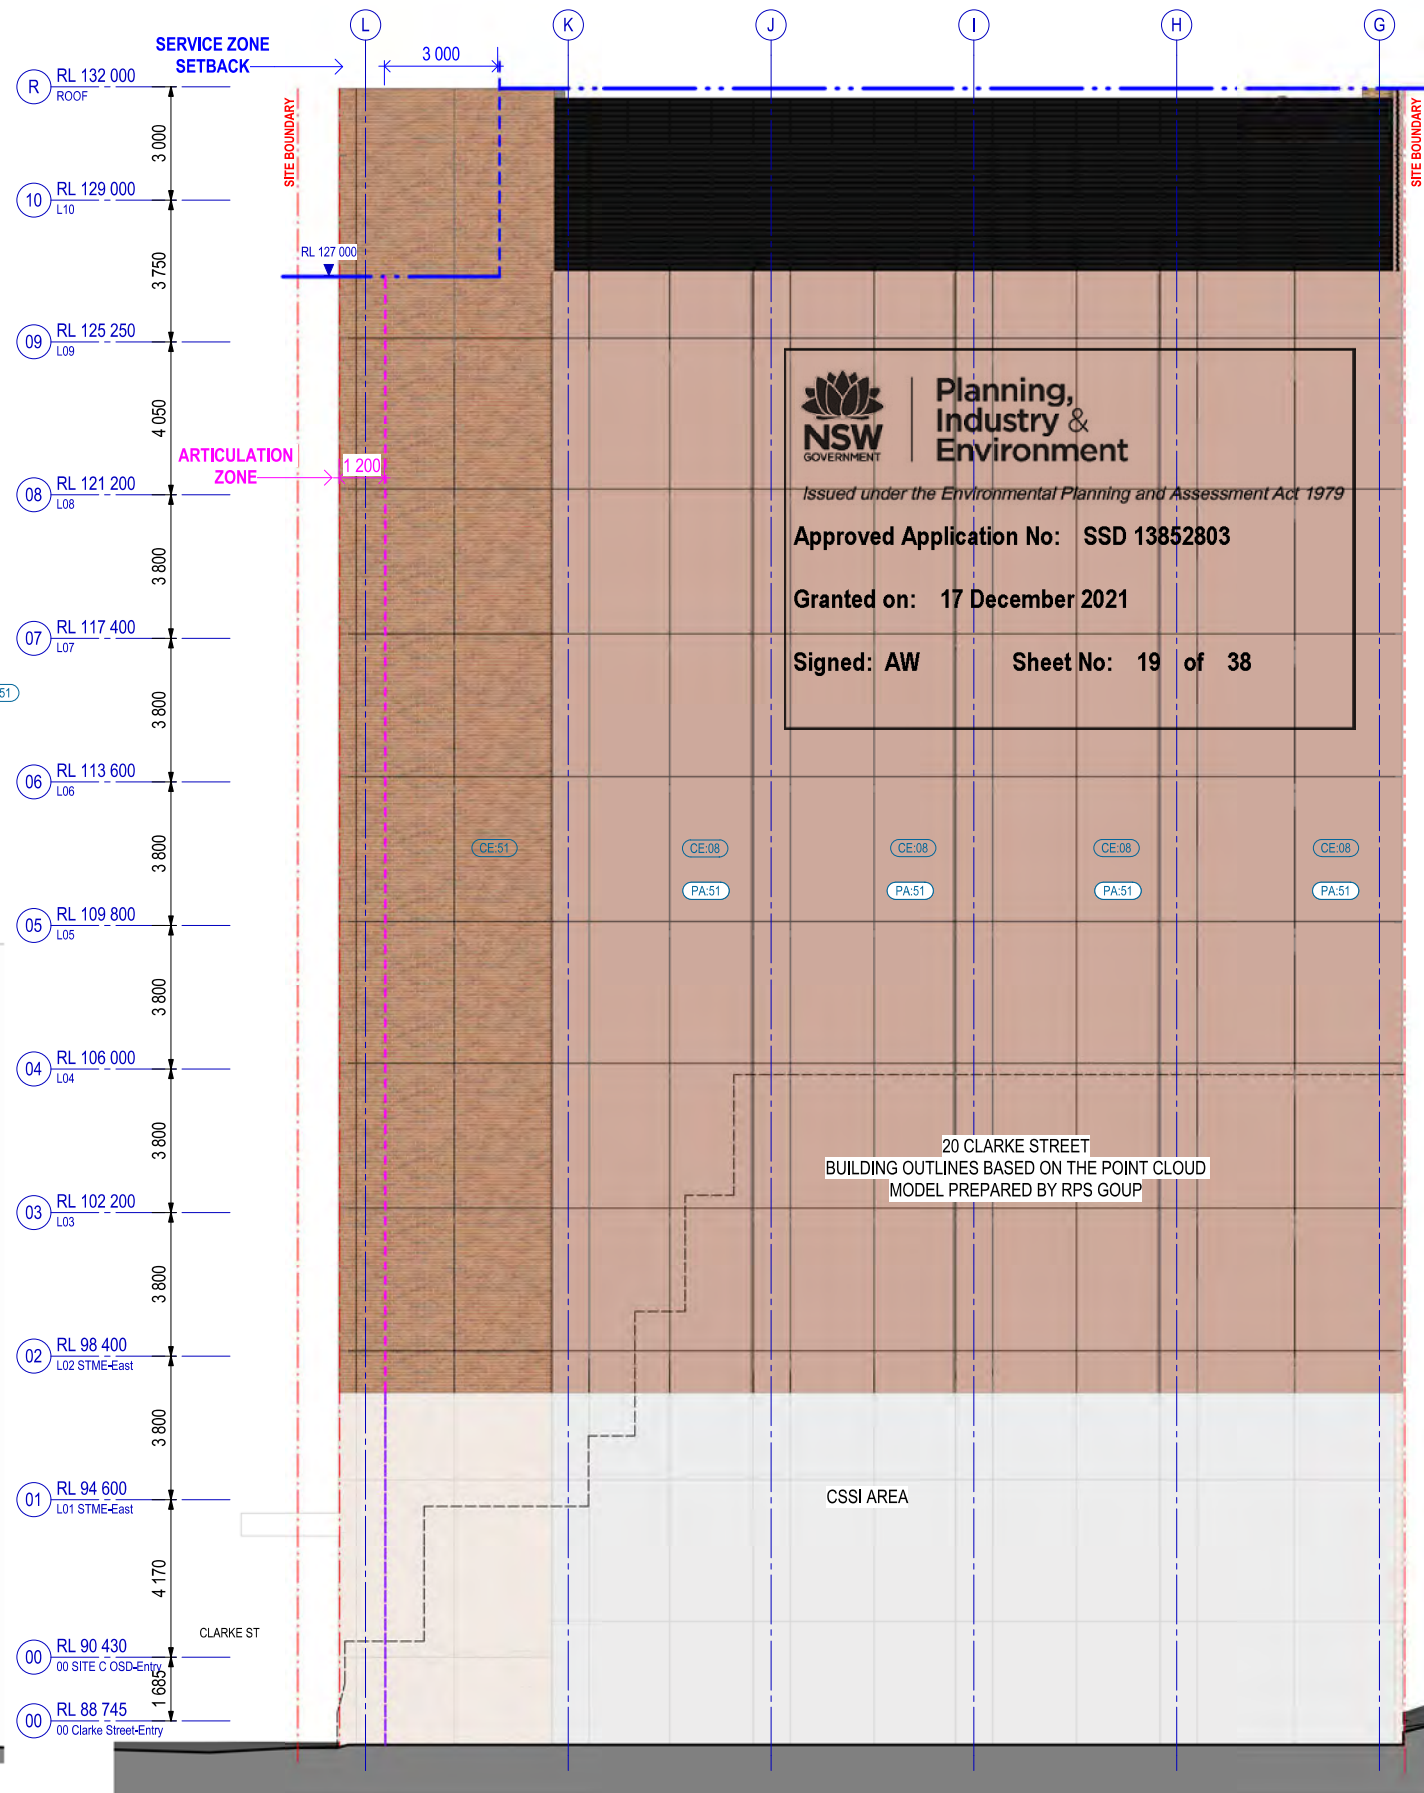 L
K
J
I
H
G
SERVICE ZONE
SETBACK
3 000
R
RL 132 000
ROOF
3 000
SITE BOUNDARY
SITE BOUNDARY
10
RL 129 000
L10
3 750
RL 127 000
09
RL 125 250
L09
4 050
ARTICULATION
ZONE
1 200
08
RL 121 200
L08
3 800
NSW
GOVERNMENT
Planning,
Industry &
Environment
Issued under the Environmental Planning and Assessment Act 1979
Approved Application No: SSD 13852803
Granted on: 17 December 2021
Signed: AW Sheet No: 19 of 38
07
RL 117 400
L07
51
3 800
06
RL 113 600
L06
3 800
CE:51
CE:08
CE:08
CE:08
CE:08
PA:51
PA:51
PA:51
PA:51
05
RL 109 800
L05
3 800
04
RL 106 000
L04
3 800
20 CLARKE STREET
BUILDING OUTLINES BASED ON THE POINT CLOUD
MODEL PREPARED BY RPS GOUP
03
RL 102 200
L03
3 800
02
RL 98 400
L02 STME-East
3 800
01
RL 94 600
L01 STME-East
CSSI AREA
4 170
CLARKE ST
00
RL 90 430
00 SITE C OSD-Entry
1 685
00
RL 88 745
00 Clarke Street-Entry